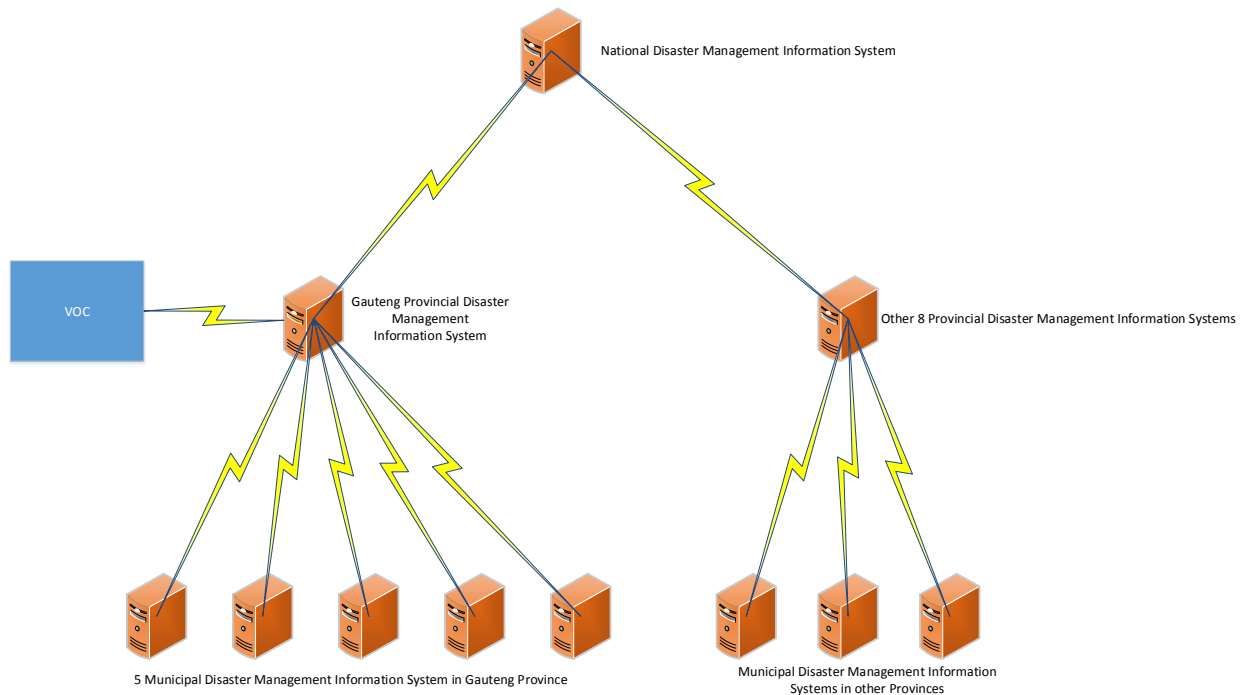 National Disaster Management Information System
VOC
Gauteng Provincial Disaster
Management
Information System
Other 8 Provincial Disaster Management Information Systems
5 Municipal Disaster Management Information System in Gauteng Province
Municipal Disaster Management Information
Systems in other Provinces